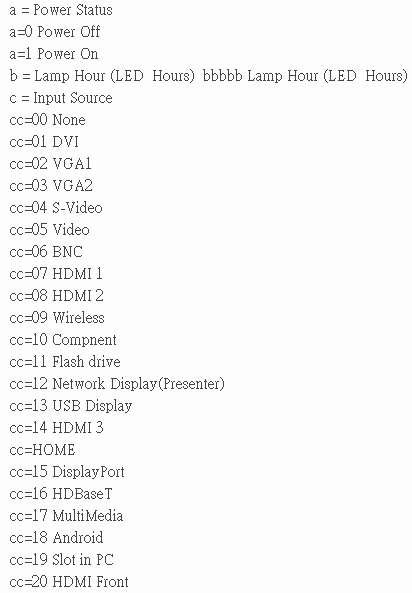 a = Power Status
a=0 Power Off
a=1 Power On
b = Lamp Hour (LED  Hours)  bbbbb Lamp Hour (LED  Hours)
c = Input Source
cc=00 None
cc=01 DVI
cc=02 VGA1
cc=03 VGA2
cc=04 S-Video
cc=05 Video
cc=06 BNC
cc=07 HDMI 1
cc=08 HDMI 2
cc=09 Wireless
cc=10 Compnent
cc=11 Flash drive
cc=12 Network Display(Presenter)
cc=13 USB Display
cc=14 HDMI 3
cc=HOME
cc=15 DisplayPort
cc=16 HDBaseT
cc=17 MultiMedia
cc=18 Android
cc=19 Slot in PC
cc=20 HDMI Front